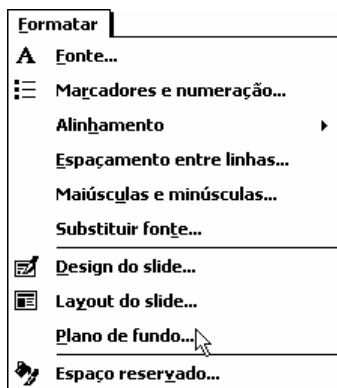 Formatar
Fonte...
Marcadores e numeração...
Alinhamento
Espaçamento entre linhas...
Maiúsculas e minúsculas...
Substituir fonte...
Design do slide...
Layout do slide...
Plano de fundo...
Espaço reservado...